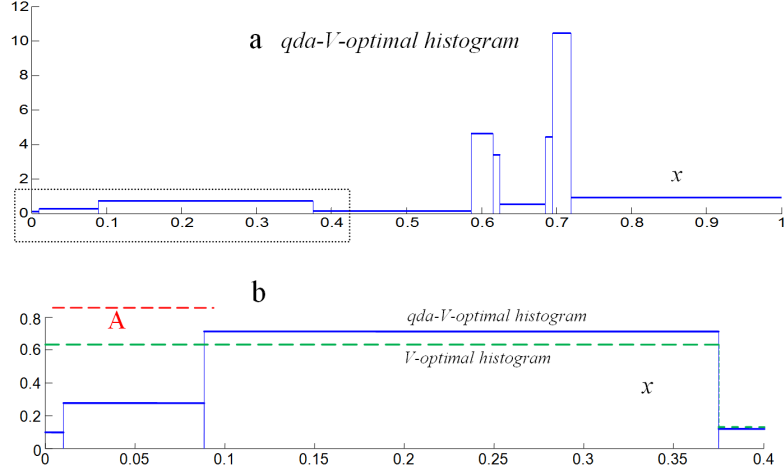 12
a qda-V-optimal histogram
10
8
6
4
x
2
0
0 0.1 0.2 0.3 0.4 0.5 0.6 0.7 0.8 0.9 1
b
A
qda-V-optimal histogram
0.8
0.6
V-optimal histogram
x
0.4
0.2
0
0 0.05 0.1 0.15 0.2 0.25 0.3 0.35 0.4